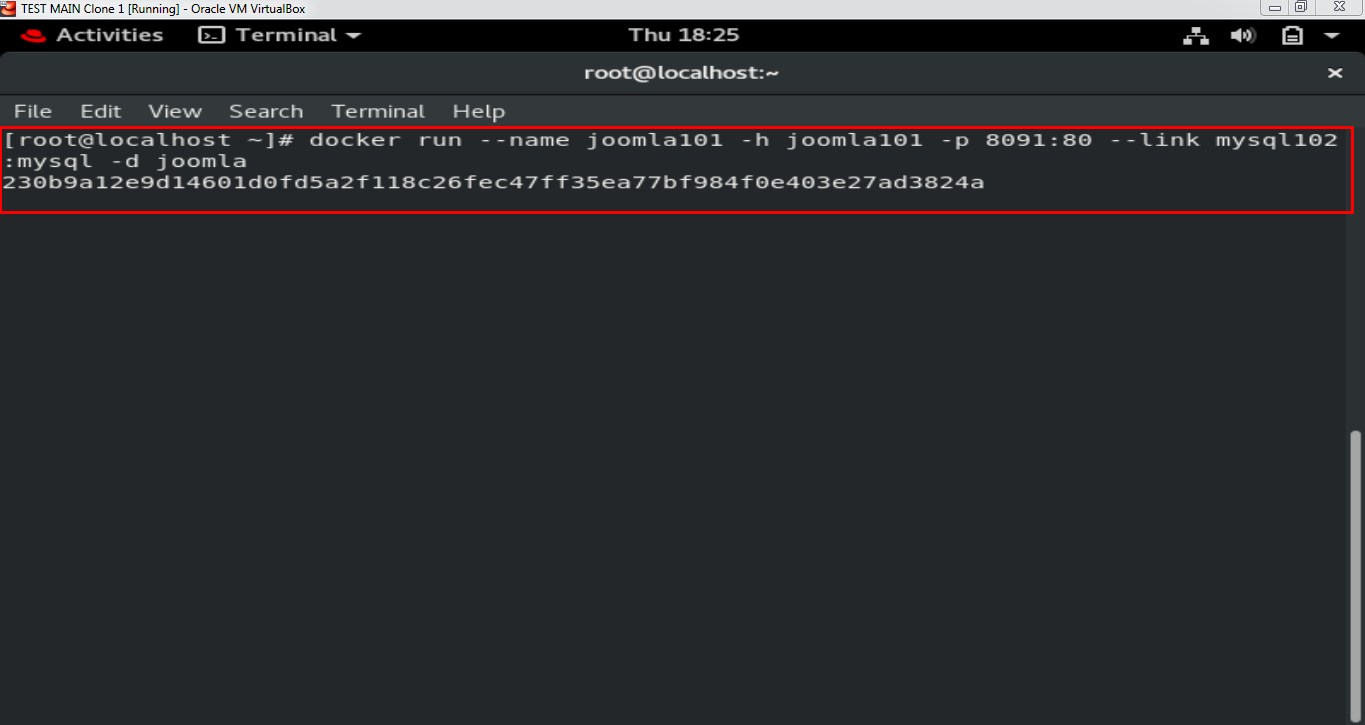 TEST MAIN Clone 1 [Running] - Oracle VM VirtualBox
Activities Terminal Thu 18:25
root@localhost:~
File Edit View Search Terminal Help
[root@localhost ~]# docker run --name joomla101 -h joomla101 -p 8091:80 --link mysql102
:mysql -d joomla
230b9a12e9d14601d0fd5a2f118c26fec47ff35ea77bf984f0e403e27ad3824a